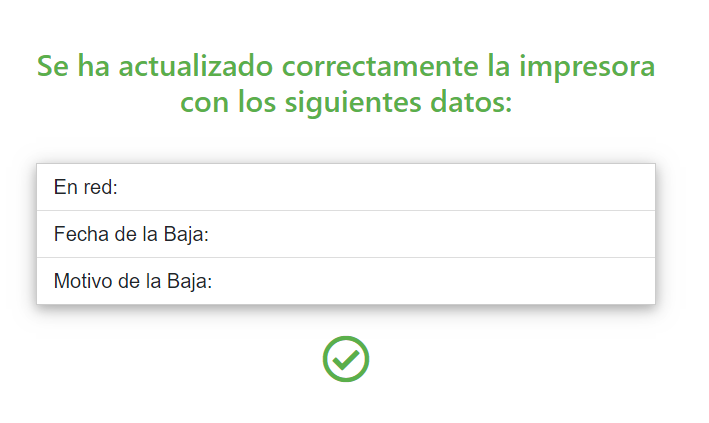 Se ha actualizado correctamente la impresora
con los siguientes datos:
En red:
Fecha de la Baja:
Motivo de la Baja: